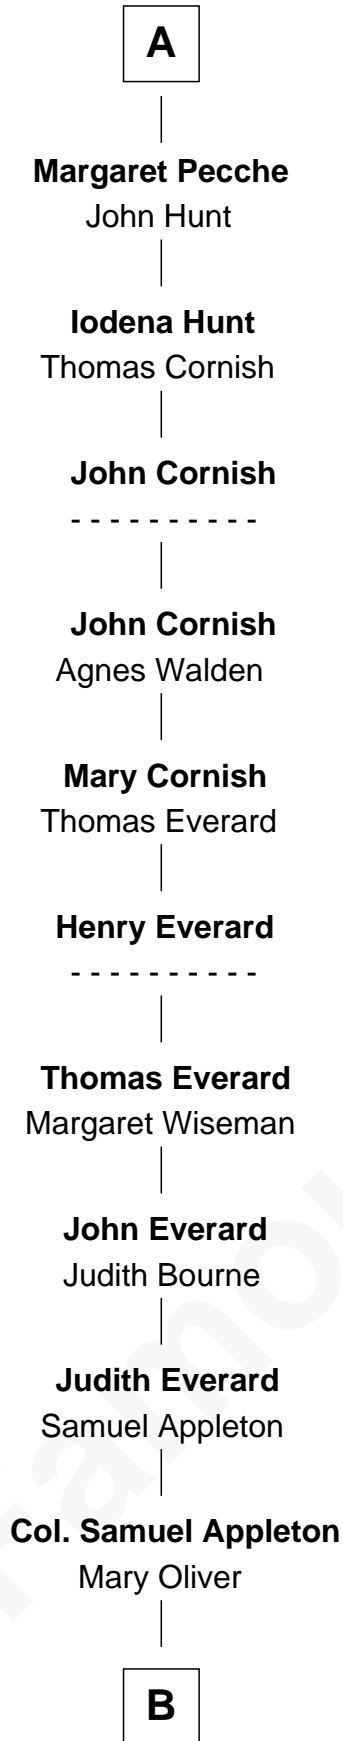 A
Margaret Pecche
John Hunt
Iodena Hunt
Thomas Cornish
John Cornish
- - - - - - - - - -
John Cornish
Agnes Walden
Mary Cornish
Thomas Everard
Henry Everard
- - - - - - - - - -
Thomas Everard
Margaret Wiseman
John Everard
Judith Bourne
Judith Everard
Samuel Appleton
Col. Samuel Appleton
Mary Oliver
B